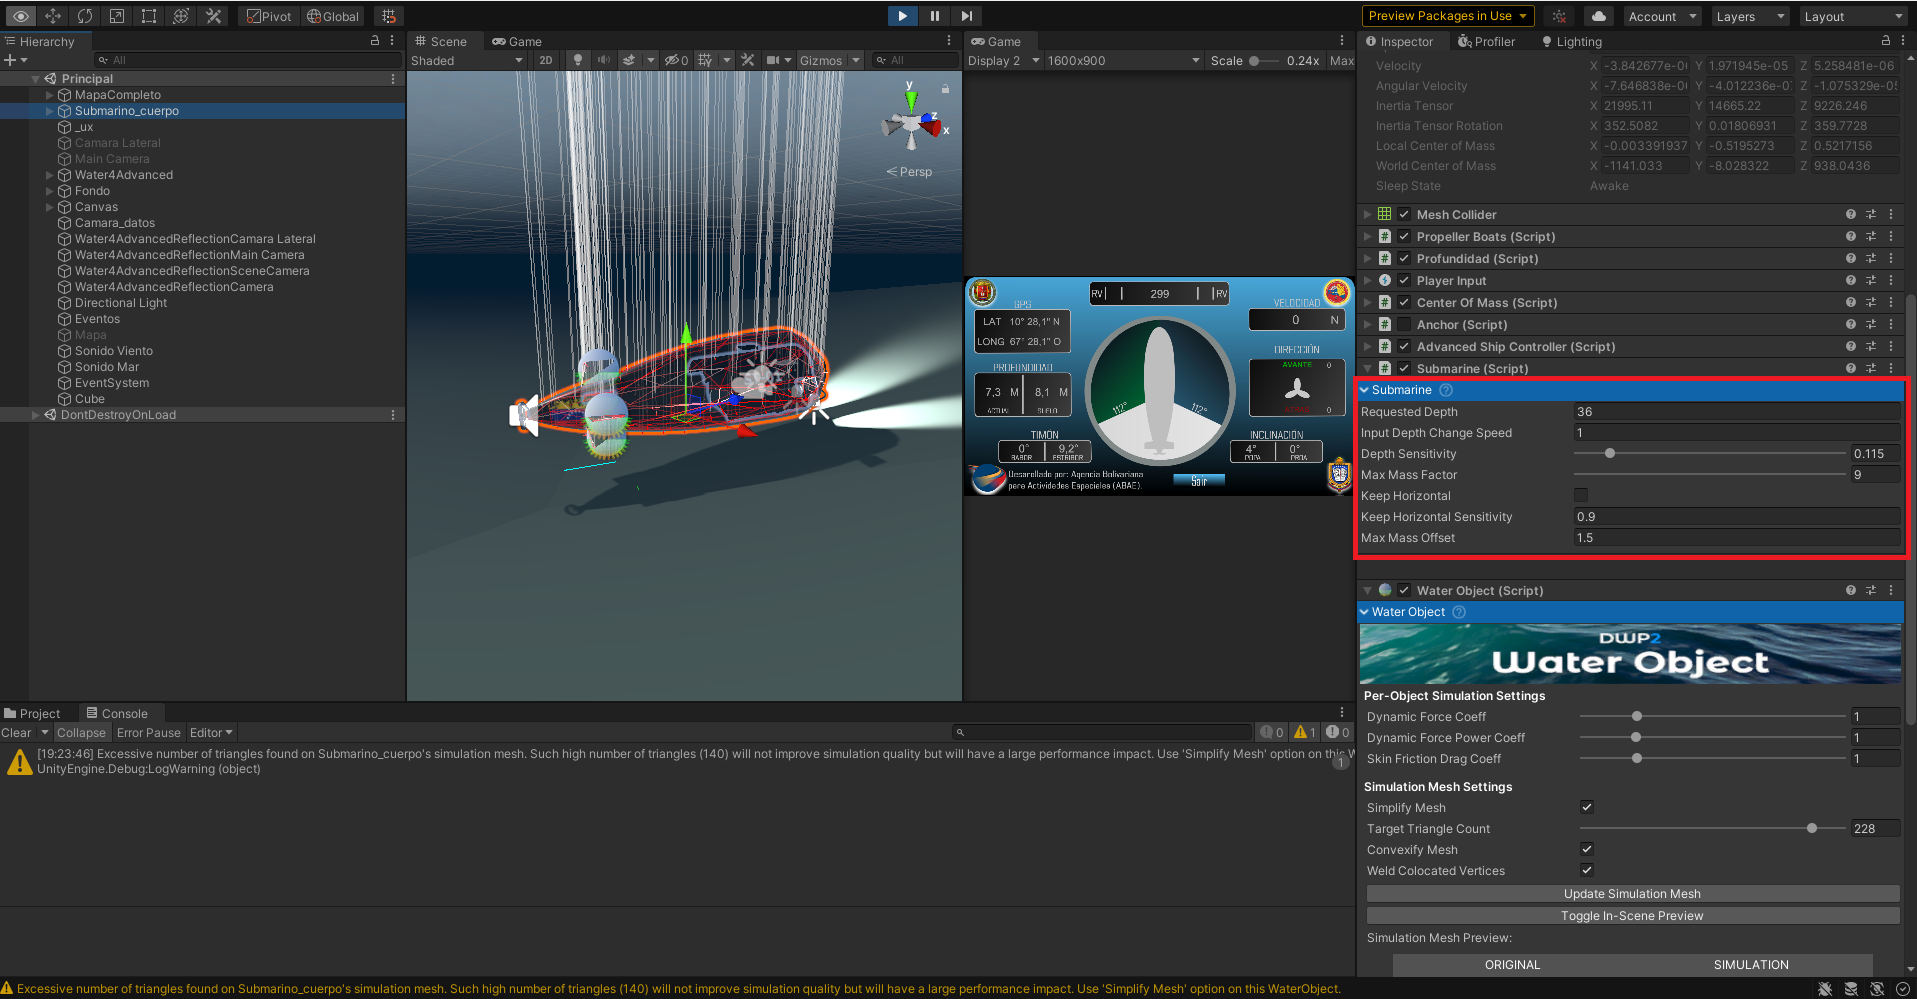 Pivot
Global
Preview Packages in Use
Account
Layers
Layout
Hierarchy
All
Principal
MapaCompleto
Submarino_cuerpo
_ux
Camara Lateral
Main Camera
Water4Advanced
Fondo
Canvas
Camara_datos
Water4AdvancedReflectionCamara Lateral
Water4AdvancedReflectionMain Camera
Water4AdvancedReflectionSceneCamera
Water4AdvancedReflectionCamera
Directional Light
Eventos
Mapa
Sonido Viento
Sonido Mar
EventSystem
Cube
DontDestroyOnLoad
Scene
Game
Shaded
2D
0
Gizmos
All
y
z
x
Persp
Game
Display 2
1600x900
Scale
0.24x
Max
GPS
LAT 10° 28,1" N
LONG 67° 28,1" O
RV
299
RV
VELOCIDAD
0 N
PROFUNDIDAD
7,3 M
8,1 M
ACTUAL
SUELO
112°
112°
DIRECCIÓN
AVANTE 0
0
TIMÓN
0°
9,2°
BABOR
ESTRIBOR
INCLINACIÓN
4°
0°
POPA
PROA
Desarollado por: Agencia Bolivariana
para Actividades Espaciales (ABAE).
Salir
Inspector
Profiler
Lighting
Velocity X -3.842677e-0 Y 1.971945e-05 Z 5.258481e-06
Angular Velocity X -7.646838e-0 Y -4.012236e-0 Z -1.075329e-0
Inertia Tensor X 21995.11 Y 14665.22 Z 9226.246
Inertia Tensor Rotation X 352.5082 Y 0.01806931 Z 359.7728
Local Center of Mass X -0.003391937 Y -0.5195273 Z 0.5217156
World Center of Mass X -1141.033 Y -8.028322 Z 938.0436
Sleep State Awake
Mesh Collider
Propeller Boats (Script)
Profundidad (Script)
Player Input
Center Of Mass (Script)
Anchor (Script)
Advanced Ship Controller (Script)
Submarine (Script)
Submarine
Requested Depth 36
Input Depth Change Speed 1
Depth Sensitivity 0.115
Max Mass Factor 9
Keep Horizontal
Keep Horizontal Sensitivity 0.9
Max Mass Offset 1.5
Water Object (Script)
Water Object
DWP2
Water Object
Per-Object Simulation Settings
Dynamic Force Coeff 1
Dynamic Force Power Coeff 1
Skin Friction Drag Coeff 1
Simulation Mesh Settings
Simplify Mesh
Target Triangle Count 228
Convexify Mesh
Weld Colocated Vertices
Update Simulation Mesh
Toggle In-Scene Preview
Simulation Mesh Preview:
ORIGINAL
SIMULATION
Project
Console
Clear
Collapse
Error Pause
Editor
0
1
0
[19:23:46] Excessive number of triangles found on Submarino_cuerpo's simulation mesh. Such high number of triangles (140) will not improve simulation quality but will have a large performance impact. Use 'Simplify Mesh' option on this W
UnityEngine.Debug:LogWarning (object)
1
Excessive number of triangles found on Submarino_cuerpo's simulation mesh. Such high number of triangles (140) will not improve simulation quality but will have a large performance impact. Use 'Simplify Mesh' option on this WaterObject.